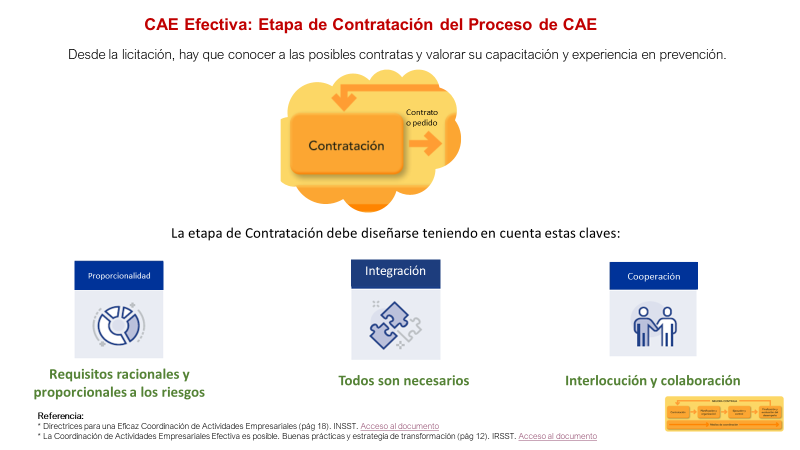 CAE Efectiva: Etapa de Contratación del Proceso de CAE
Desde la licitación, hay que conocer a las posibles contratas y valorar su capacitación y experiencia en prevención.
Contrato
o pedido
Contratación
La etapa de Contratación debe diseñarse teniendo en cuenta estas claves:
Proporcionalidad
Integración
Cooperación
Requisitos racionales y
proporcionales a los riesgos
Todos son necesarios
Interlocución y colaboración
Referencia:
* Directrices para una Eficaz Coordinación de Actividades Empresariales (pág 18). INSST. Acceso al documento
* La Coordinación de Actividades Empresariales Efectiva es posible. Buenas prácticas y estrategia de transformación (pág 12). IRSST. Acceso al documento